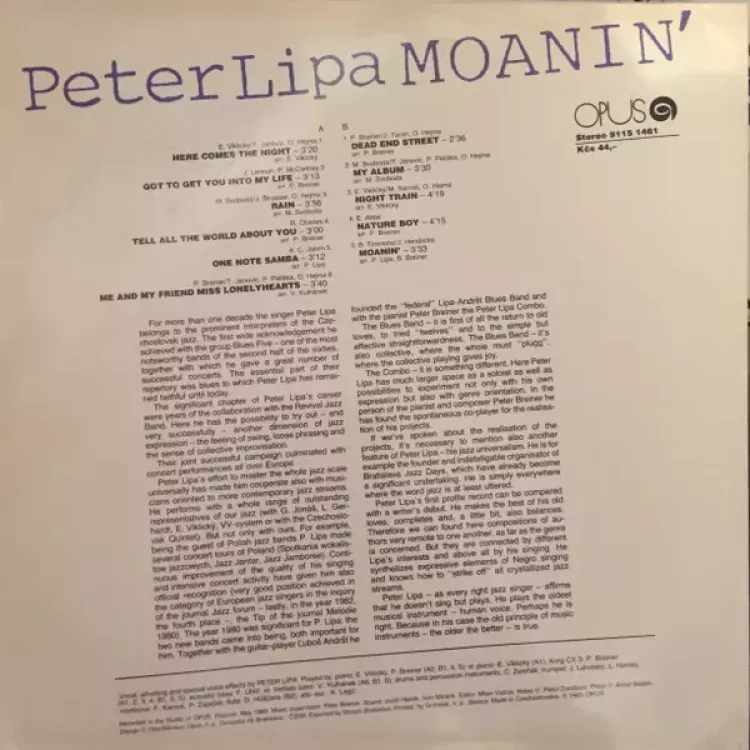 Peter Lipa MOANIN'
OPUS
Stereo 9115 1461
Kčs 44,-
A
HERE COMES THE NIGHT – 3'20
arr. E. Viklický
J. Lennon, P. McCartney 2
GOT TO GET YOU INTO MY LIFE – 3'13
arr. P. Breiner
RAIN – 3'56
arr. M. Svoboda
R. Charles 4
TELL ALL THE WORLD ABOUT YOU – 3'00
arr. P. Breiner
A. C. Jobim 5
ONE NOTE SAMBA – 3'12
arr. P. Lipa
ME AND MY FRIEND MISS LONELYHEARTS – 3'40
arr. V. Kulhánek
B
1. P. Breiner/J. Turan, O. Hejma
DEAD END STREET – 2'36
arr. P. Breiner
MY ALBUM – 3'30
arr. M. Svoboda
NIGHT TRAIN – 4'19
arr. E. Viklický
NATURE BOY – 4'15
arr. P. Breiner
5. B. Timmons/J. Hendricks
MOANIN' – 3'33
arr. P. Lipa, P. Breiner
For more than one decade the singer Peter Lipa
belongs to the prominent interpreters of the Cze-
choslovak jazz. The first wide acknowledgement he
achieved with the group Blues Five – one of the most
noteworthy bands of the second half of the sixties,
together with which he gave a great number of
successful concerts. The essential part of their
repertory was blues to which Peter Lipa has remai-
ned faithful until today.
The significant chapter of Peter Lipa's career
were years of the collaboration with the Revival Jazz
Band. Here he has the possibility to try out – and
very successfully – another dimension of jazz
expression – the feeling of swing, loose phrasing and
the sense of collective improvisation.
Their joint successful campaign culminated with
concert performances all over Europe.
Peter Lipa's effort to master the whole jazz scale
universally has made him cooperate also with musi-
cians oriented to more contemporary jazz streams.
He performs with a whole range of outstanding
representatives of our jazz (with G. Jonáš, L. Ger-
hardt, E. Viklický, VV-system or with the Czechoslo-
vak Quintet). But not only with ours. For example,
being the guest of Polish jazz bands P. Lipa made
several concert tours of Poland (Spotkania wokalis-
tow jazzowych, Jazz Jantar, Jazz Jamboree). Conti-
nuous improvement of the quality of his singing
and intensive concert activity have given him also
official recognition (very good position achieved in
the category of European jazz singers in the inquiry
of the journal Jazz forum – lastly, in the year 1982,
the fourth place –, the Tip of the journal Melodie
1980). The year 1980 was significant for P. Lipa; the
two new bands came into being, both important for
him. Together with the guitar-player Ľuboš Andršt he
founded the "federal" Lipa-Andršt Blues Band and
with the pianist Peter Breiner the Peter Lipa Combo.
The Blues Band – it is first of all the return to old
loves, to tried "twelves" and to the simple but
effective straightforwardness. The Blues Band – it's
also collective, where the whole must "plugg",
where the collective playing gives joy.
The Combo – it is something different. Here Peter
Lipa has much larger space as a soloist as well as
possibilities to experiment not only with his own
expression but also with genre orientation. In the
person of the pianist and composer Peter Breiner he
has found the spontaneous co-player for the realisa-
tion of his projects.
If we've spoken about the realisation of the
projects, it's necessary to mention also another
feature of Peter Lipa – his jazz universalism. He is for
example the founder and indefatigable organisator of
Bratislava Jazz Days, which have already become
a significant undertaking. He is simply everywhere
where the word jazz is at least uttered.
Peter Lipa's first profile record can be compared
with a writer's debut. He makes the best of his old
loves, completes and, a little bit, also balances.
Therefore we can found here compositions of au-
thors very remote to one another, as far as the genre
is concerned. But they are connected by different
Lipa's interests and above all by his singing. He
synthetizes expressive elements of Negro singing
and knows how to "strike off" all crystallized jazz
streams.
Peter Lipa – as every right jazz singer – affirms
that he doesn't sing but plays. He plays the oldest
musical instrument – human voice. Perhaps he is
right. Because in his case the old principle of music
instruments – the older the better – is true.
Vocal, whistling and special voice effects by PETER LIPA.